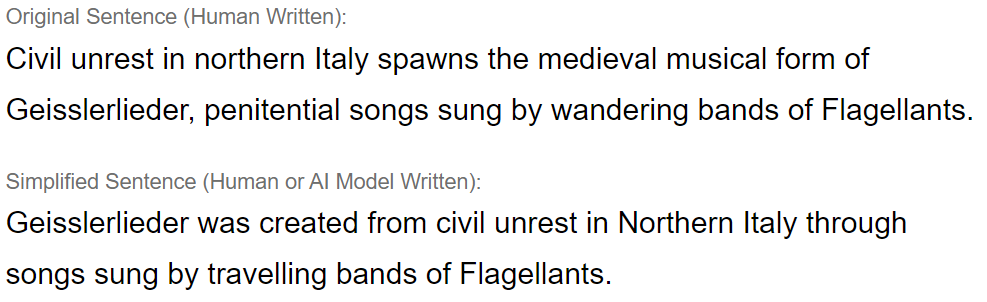 Original Sentence (Human Written):
Civil unrest in northern Italy spawns the medieval musical form of
Geisslerlieder, penitential songs sung by wandering bands of Flagellants.
Simplified Sentence (Human or AI Model Written):
Geisslerlieder was created from civil unrest in Northern Italy through
songs sung by travelling bands of Flagellants.